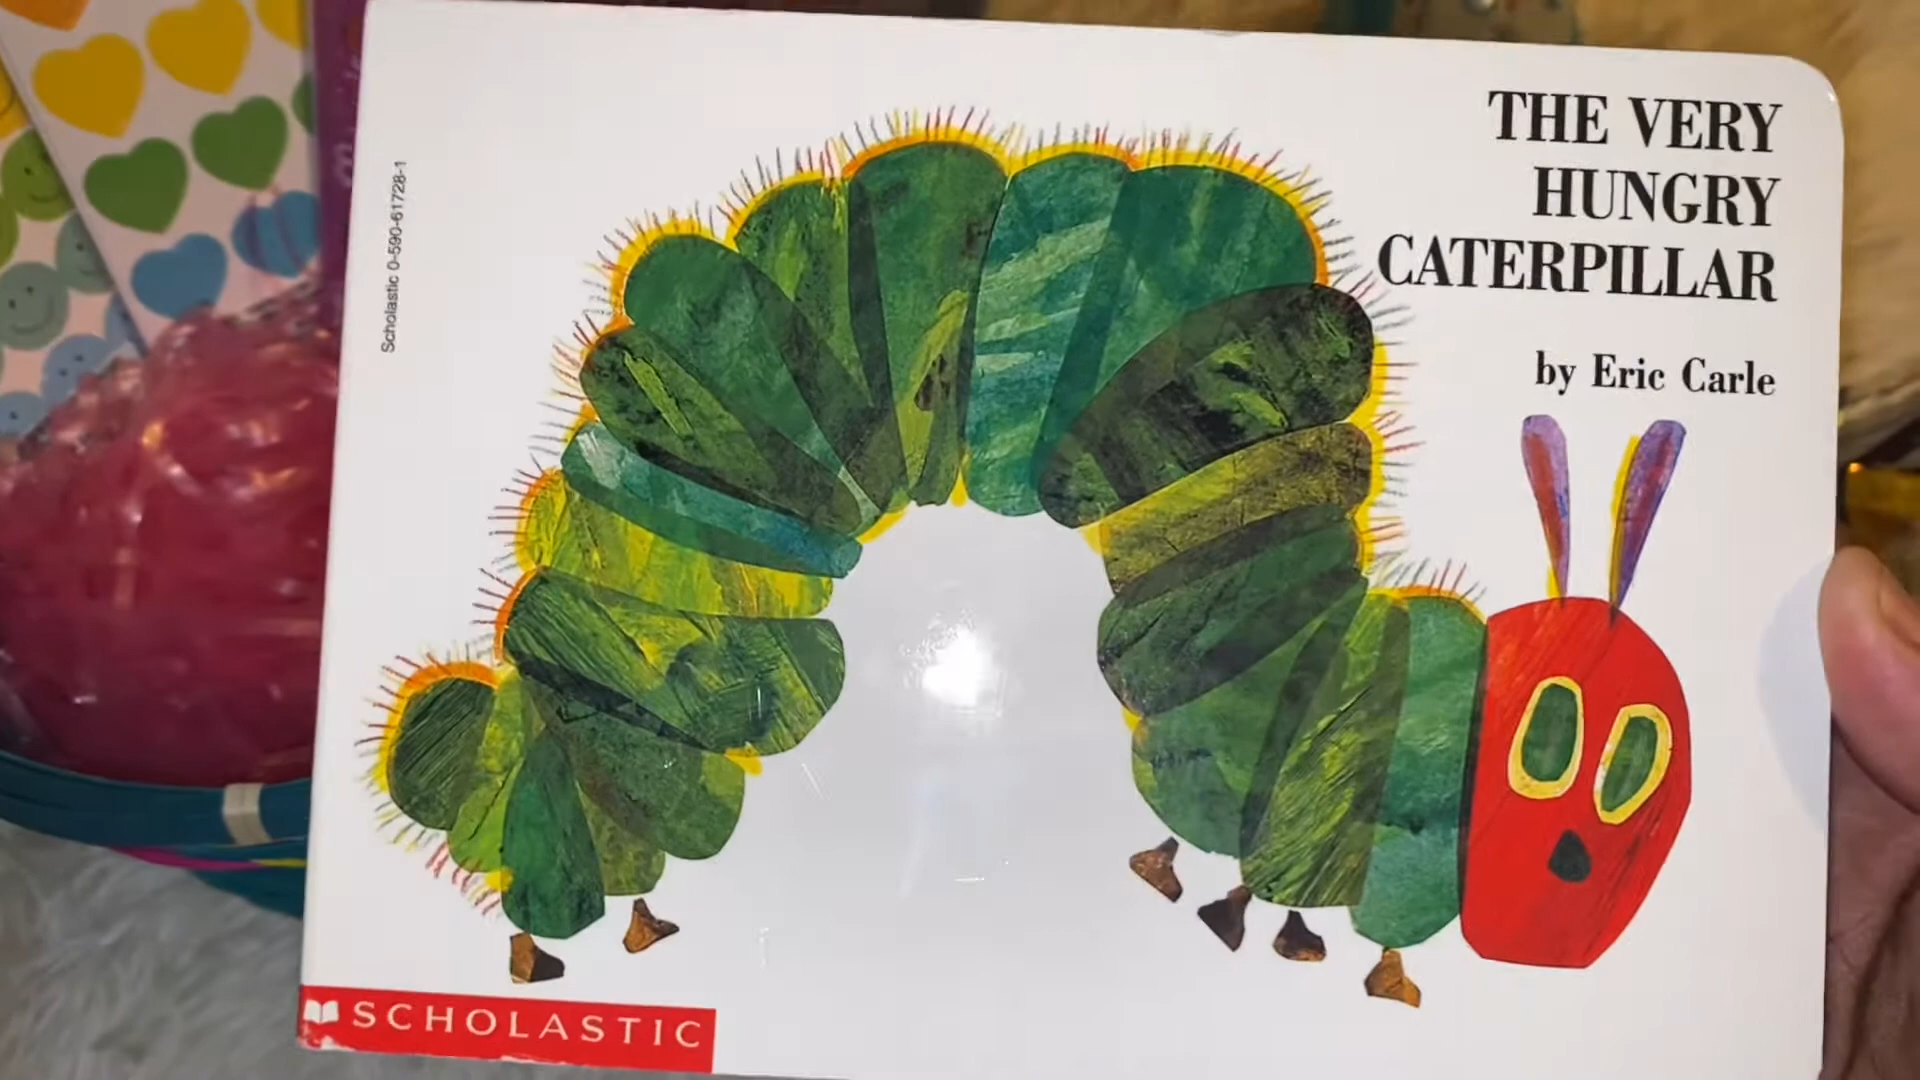 THE VERY
HUNGRY
CATERPILLAR
by Eric Carle
Scholastic 0-590-61728-1
SCHOLASTIC